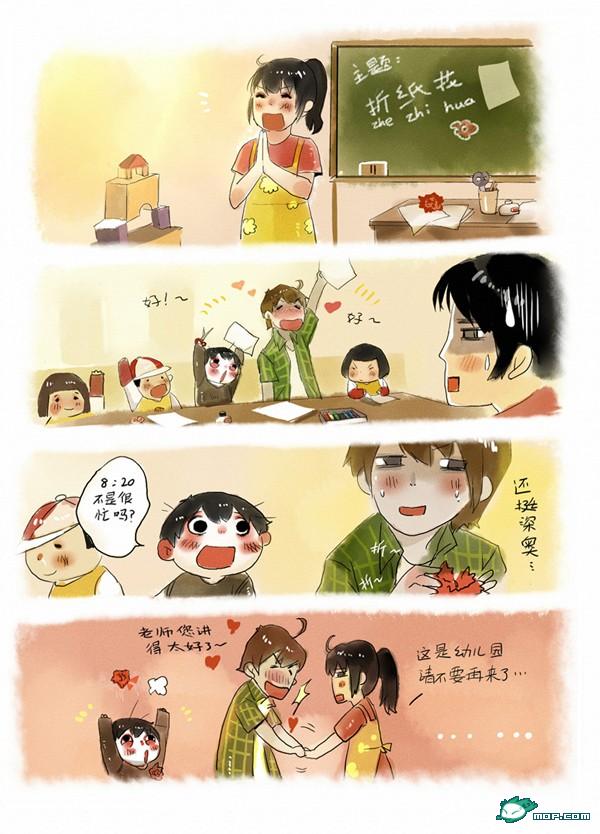 主题:
折纸花
zhe zhi hua
好!~
好~
8:20
不是很
忙吗?
折~
折~
还挺深奥…
老师您讲
得太好了~
这是幼儿园
请不要再来了…
……
MOP.COM